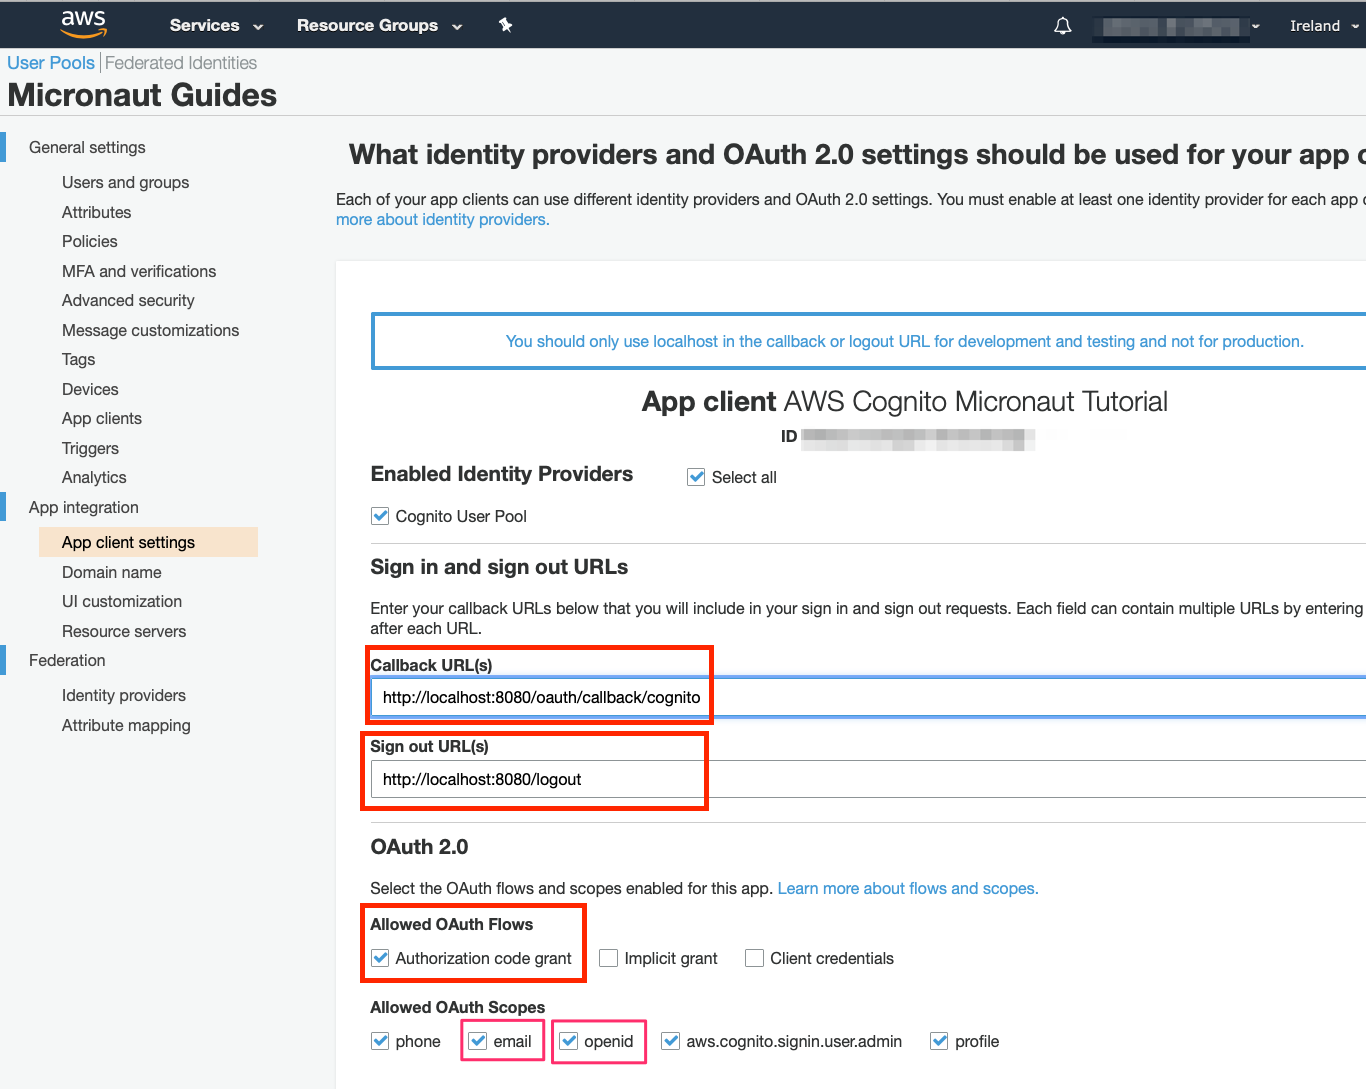 aws
Services
Resource Groups
Ireland
User Pools Federated Identities
Micronaut Guides
General settings
Users and groups
Attributes
Policies
MFA and verifications
Advanced security
Message customizations
Tags
Devices
App clients
Triggers
Analytics
App integration
App client settings
Domain name
UI customization
Resource servers
Federation
Identity providers
Attribute mapping
What identity providers and OAuth 2.0 settings should be used for your app
Each of your app clients can use different identity providers and OAuth 2.0 settings. You must enable at least one identity provider for each app
more about identity providers.
You should only use localhost in the callback or logout URL for development and testing and not for production.
App client AWS Cognito Micronaut Tutorial
ID
Enabled Identity Providers
Select all
Cognito User Pool
Sign in and sign out URLs
Enter your callback URLs below that you will include in your sign in and sign out requests. Each field can contain multiple URLs by entering
after each URL.
Callback URL(s)
http://localhost:8080/oauth/callback/cognito
Sign out URL(s)
http://localhost:8080/logout
OAuth 2.0
Select the OAuth flows and scopes enabled for this app. Learn more about flows and scopes.
Allowed OAuth Flows
Authorization code grant
Implicit grant
Client credentials
Allowed OAuth Scopes
phone
email
openid
aws.cognito.signin.user.admin
profile